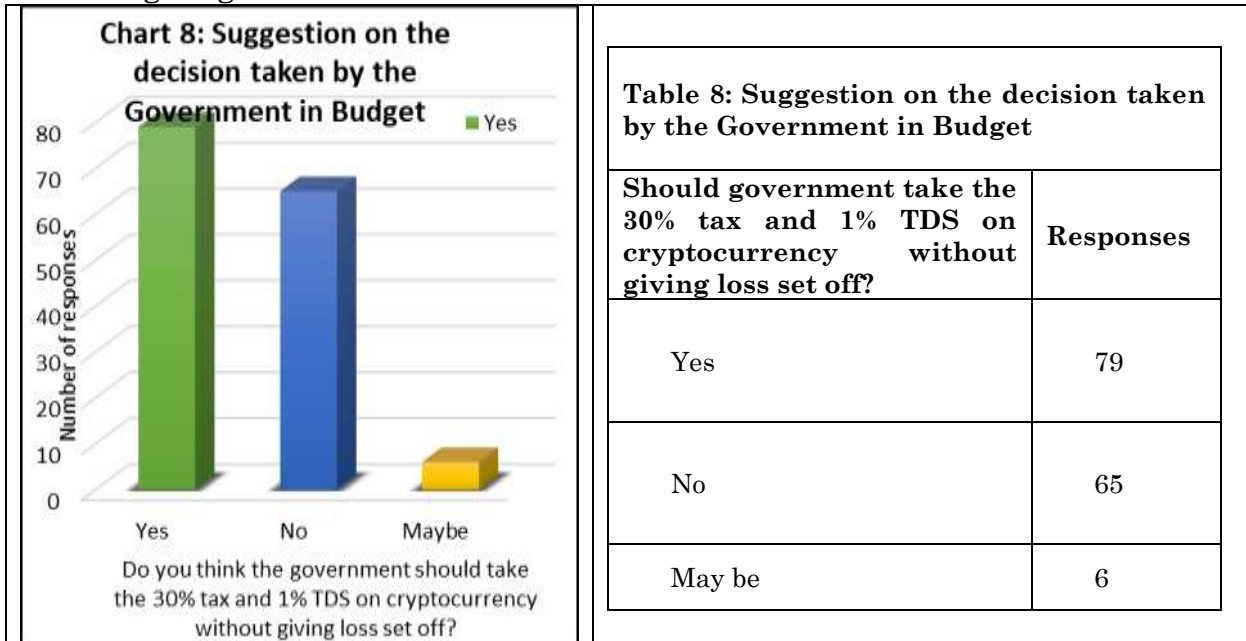 Chart 8: Suggestion on the
decision taken by the
Government in Budget
Yes
80
70
60
50
40
30
20
10
0
Number of responses
Yes No Maybe
Do you think the government should take
the 30% tax and 1% TDS on cryptocurrency
without giving loss set off?
Table 8: Suggestion on the decision taken
by the Government in Budget
Should government take the
30% tax and 1% TDS on
cryptocurrency without
giving loss set off?
Responses
Yes 79
No 65
May be 6